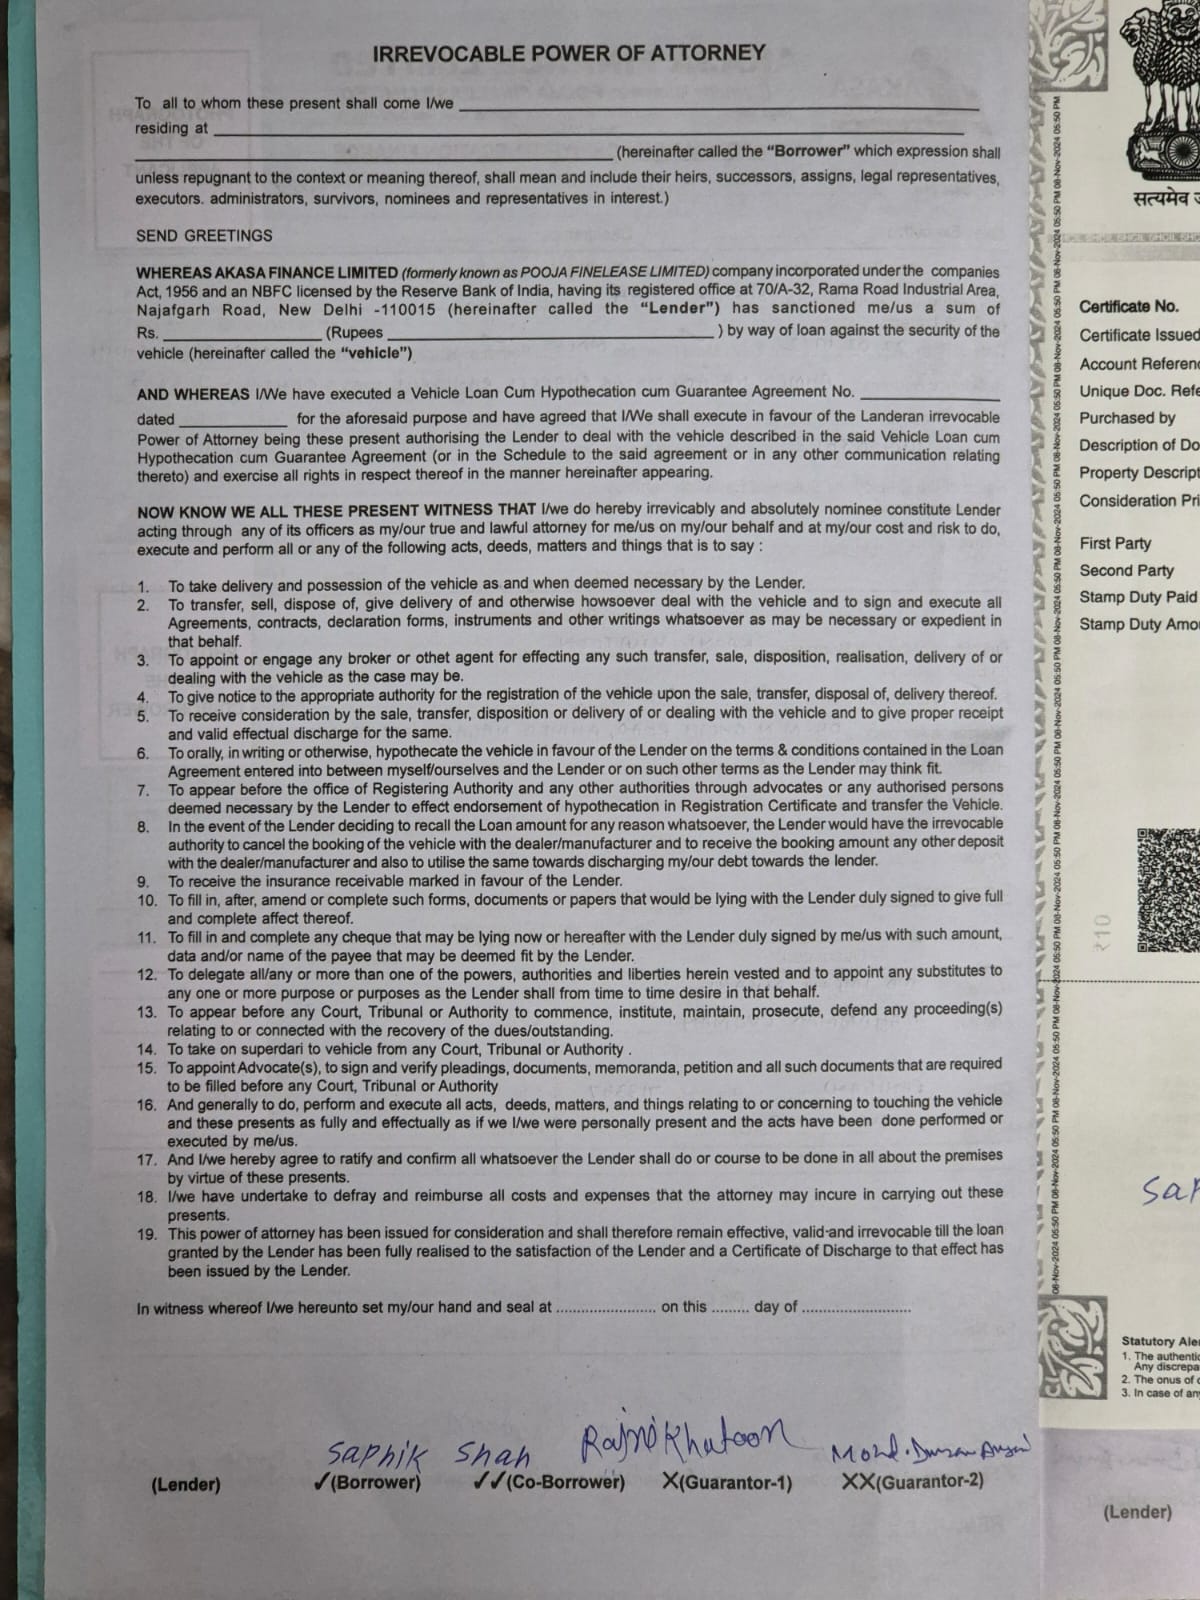 IRREVOCABLE POWER OF ATTORNEY
To all to whom these present shall come I/we ____________________
residing at ____________________
____________________ (hereinafter called the “Borrower” which expression shall
unless repugnant to the context or meaning thereof, shall mean and include their heirs, successors, assigns, legal representatives,
executors. administrators, survivors, nominees and representatives in interest.)
SEND GREETINGS
WHEREAS AKASA FINANCE LIMITED (formerly known as POOJA FINELEASE LIMITED) company incorporated under the companies
Act, 1956 and an NBFC licensed by the Reserve Bank of India, having its registered office at 70/A-32, Rama Road Industrial Area,
Najafgarh Road, New Delhi -110015 (hereinafter called the “Lender”) has sanctioned me/us a sum of
Rs. __________ (Rupees ____________________ ) by way of loan against the security of the
vehicle (hereinafter called the “vehicle”)
AND WHEREAS I/We have executed a Vehicle Loan Cum Hypothecation cum Guarantee Agreement No. __________
dated __________ for the aforesaid purpose and have agreed that I/We shall execute in favour of the Landeran irrevocable
Power of Attorney being these present authorising the Lender to deal with the vehicle described in the said Vehicle Loan cum
Hypothecation cum Guarantee Agreement (or in the Schedule to the said agreement or in any other communication relating
thereto) and exercise all rights in respect thereof in the manner hereinafter appearing.
NOW KNOW WE ALL THESE PRESENT WITNESS THAT I/we do hereby irrevicably and absolutely nominee constitute Lender
acting through any of its officers as my/our true and lawful attorney for me/us on my/our behalf and at my/our cost and risk to do,
execute and perform all or any of the following acts, deeds, matters and things that is to say :
1. To take delivery and possession of the vehicle as and when deemed necessary by the Lender.
2. To transfer, sell, dispose of, give delivery of and otherwise howsoever deal with the vehicle and to sign and execute all
Agreements, contracts, declaration forms, instruments and other writings whatsoever as may be necessary or expedient in
that behalf.
3. To appoint or engage any broker or othet agent for effecting any such transfer, sale, disposition, realisation, delivery of or
dealing with the vehicle as the case may be.
4. To give notice to the appropriate authority for the registration of the vehicle upon the sale, transfer, disposal of, delivery thereof.
5. To receive consideration by the sale, transfer, disposition or delivery of or dealing with the vehicle and to give proper receipt
and valid effectual discharge for the same.
6. To orally, in writing or otherwise, hypothecate the vehicle in favour of the Lender on the terms & conditions contained in the Loan
Agreement entered into between myself/ourselves and the Lender or on such other terms as the Lender may think fit.
7. To appear before the office of Registering Authority and any other authorities through advocates or any authorised persons
deemed necessary by the Lender to effect endorsement of hypothecation in Registration Certificate and transfer the Vehicle.
8. In the event of the Lender deciding to recall the Loan amount for any reason whatsoever, the Lender would have the irrevocable
authority to cancel the booking of the vehicle with the dealer/manufacturer and to receive the booking amount any other deposit
with the dealer/manufacturer and also to utilise the same towards discharging my/our debt towards the lender.
9. To receive the insurance receivable marked in favour of the Lender.
10. To fill in, after, amend or complete such forms, documents or papers that would be lying with the Lender duly signed to give full
and complete affect thereof.
11. To fill in and complete any cheque that may be lying now or hereafter with the Lender duly signed by me/us with such amount,
data and/or name of the payee that may be deemed fit by the Lender.
12. To delegate all/any or more than one of the powers, authorities and liberties herein vested and to appoint any substitutes to
any one or more purpose or purposes as the Lender shall from time to time desire in that behalf.
13. To appear before any Court, Tribunal or Authority to commence, institute, maintain, prosecute, defend any proceeding(s)
relating to or connected with the recovery of the dues/outstanding.
14. To take on superdari to vehicle from any Court, Tribunal or Authority .
15. To appoint Advocate(s), to sign and verify pleadings, documents, memoranda, petition and all such documents that are required
to be filled before any Court, Tribunal or Authority
16. And generally to do, perform and execute all acts, deeds, matters, and things relating to or concerning to touching the vehicle
and these presents as fully and effectually as if we I/we were personally present and the acts have been done performed or
executed by me/us.
17. And I/we hereby agree to ratify and confirm all whatsoever the Lender shall do or course to be done in all about the premises
by virtue of these presents.
18. I/we have undertake to defray and reimburse all costs and expenses that the attorney may incure in carrying out these
presents.
19. This power of attorney has been issued for consideration and shall therefore remain effective, valid-and irrevocable till the loan
granted by the Lender has been fully realised to the satisfaction of the Lender and a Certificate of Discharge to that effect has
been issued by the Lender.
In witness whereof I/we hereunto set my/our hand and seal at ...................... on this ........ day of ........................
Saphik Shah Rajni Khatoon Mohd.
(Lender) ✓(Borrower) ✓✓(Co-Borrower) X(Guarantor-1) XX(Guarantor-2)
सत्यमेव
Certificate No.
Certificate Issued
Account Referenc
Unique Doc. Refe
Purchased by
Description of Do
Property Descript
Consideration Pri
First Party
Second Party
Stamp Duty Paid
Stamp Duty Amou
08-Nov-2024 05:50 PM
₹10
Sap
Statutory Ale
1. The authentic
Any discrepa
2. The onus of c
3. In case of any
(Lender)